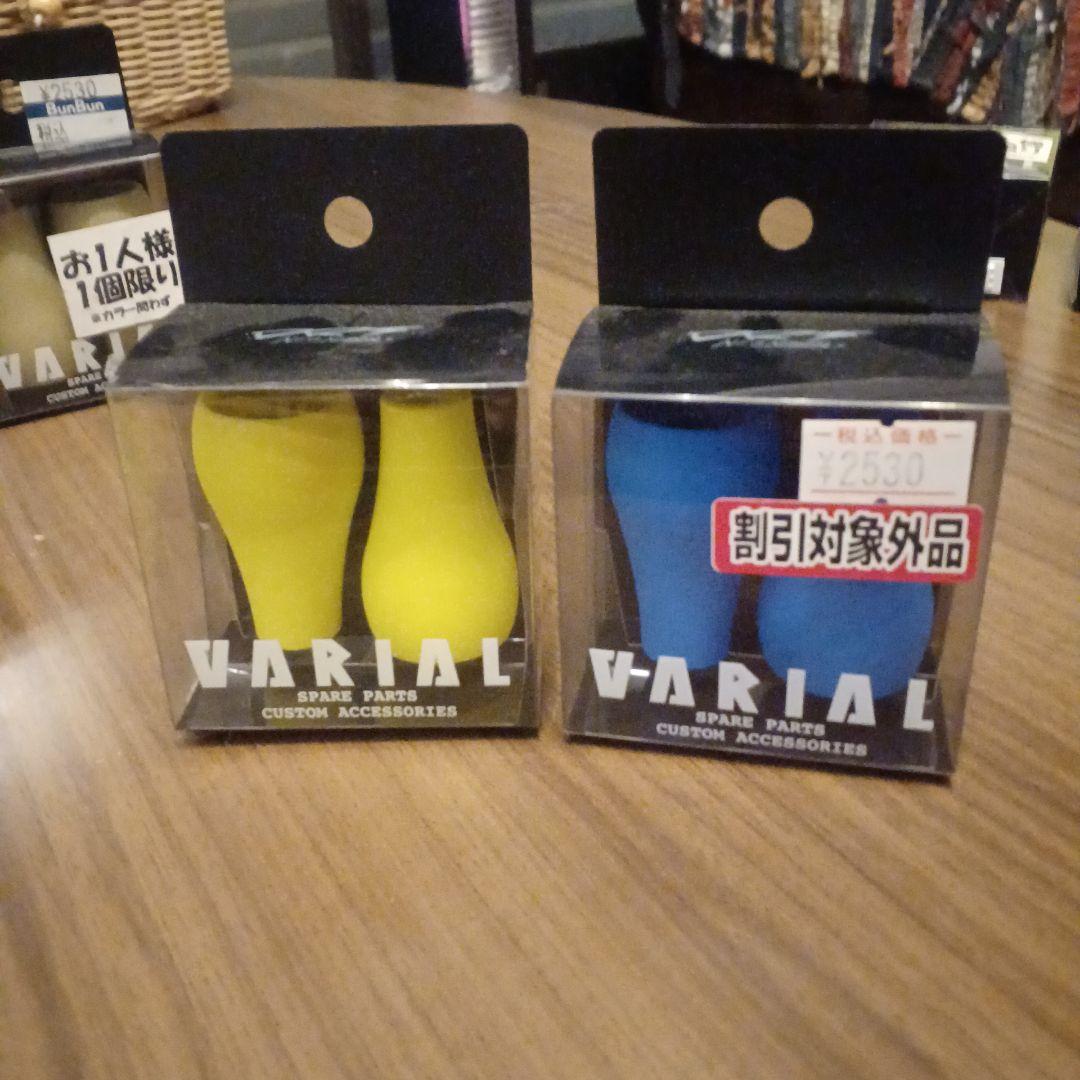 ¥2530
BunBun
税込
お1人様
1個限り
※カラー問わず
VARIAL
SPARE PARTS
CUSTOM ACCESSORIES
VARIAL
SPARE PARTS
CUSTOM ACCESSORIES
税込価格
¥2530
割引対象外品
VARIAL
SPARE PARTS
CUSTOM ACCESSORIES